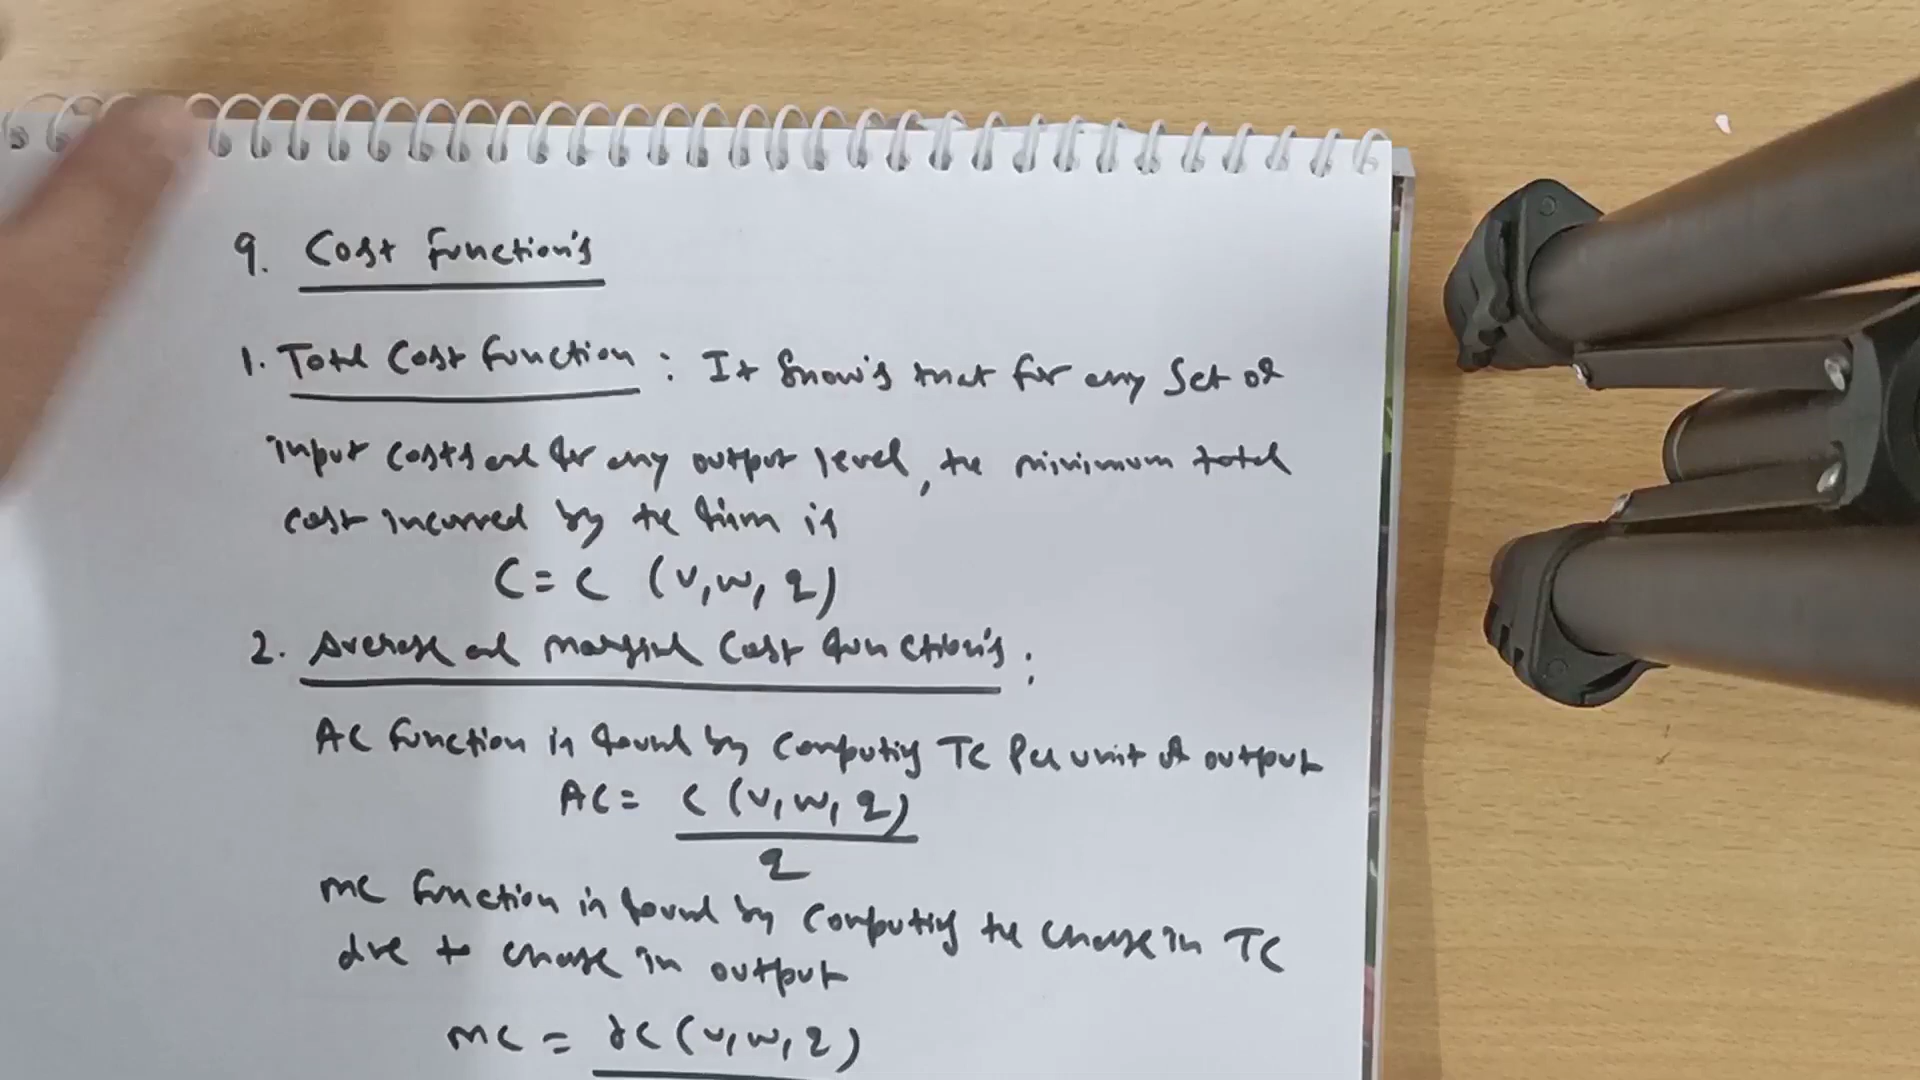 9. Cost function's
1. Total Cost function : It show's that for any set of
input costs and for any output level, the minimum total
cost incurred by the firm is
C = C (v, w, q)
2. Average and marginal Cost function's :
AC function is found by computing TC per unit of output
AC = C (v, w, q)
q
MC function is found by computing the change in TC
due to change in output
MC = ∂C (v, w, q)